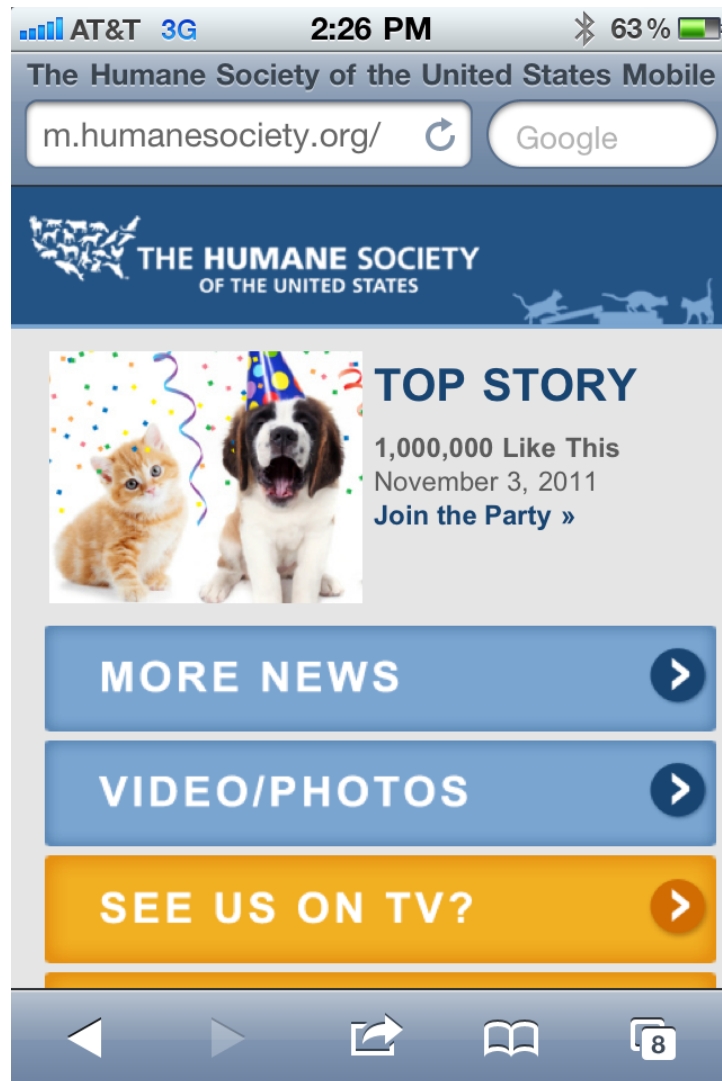 AT&T 3G 2:26 PM 63%
The Humane Society of the United States Mobile
m.humanesociety.org/ Google
THE HUMANE SOCIETY
OF THE UNITED STATES
TOP STORY
1,000,000 Like This
November 3, 2011
Join the Party »
MORE NEWS
VIDEO/PHOTOS
SEE US ON TV?
8